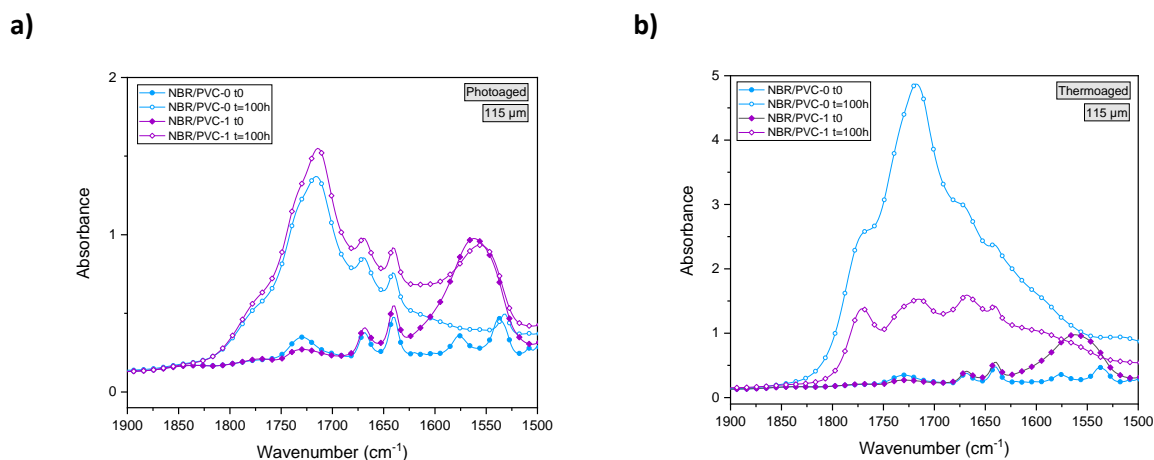 a)
NBR/PVC-0 t0
NBR/PVC-0 t=100h
NBR/PVC-1 t0
NBR/PVC-1 t=100h
Photoaged
115 µm
Absorbance
2
1
0
1900 1850 1800 1750 1700 1650 1600 1550 1500
Wavenumber (cm⁻¹)
b)
NBR/PVC-0 t0
NBR/PVC-0 t=100h
NBR/PVC-1 t0
NBR/PVC-1 t=100h
Thermoaged
115 µm
Absorbance
5
4
3
2
1
0
1900 1850 1800 1750 1700 1650 1600 1550 1500
Wavenumber (cm⁻¹)